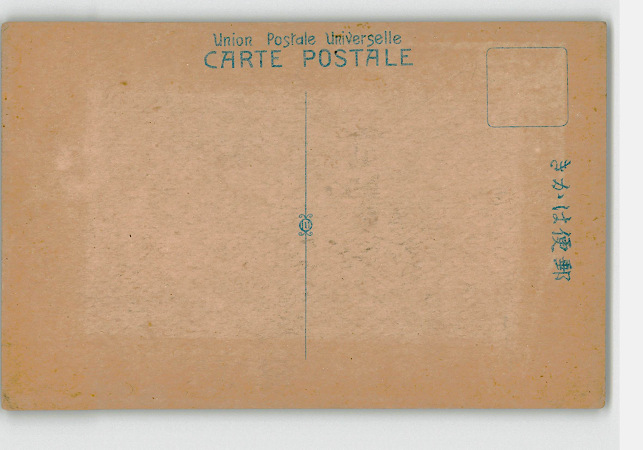 Union Postale Universelle
CARTE POSTALE
きかは便郵